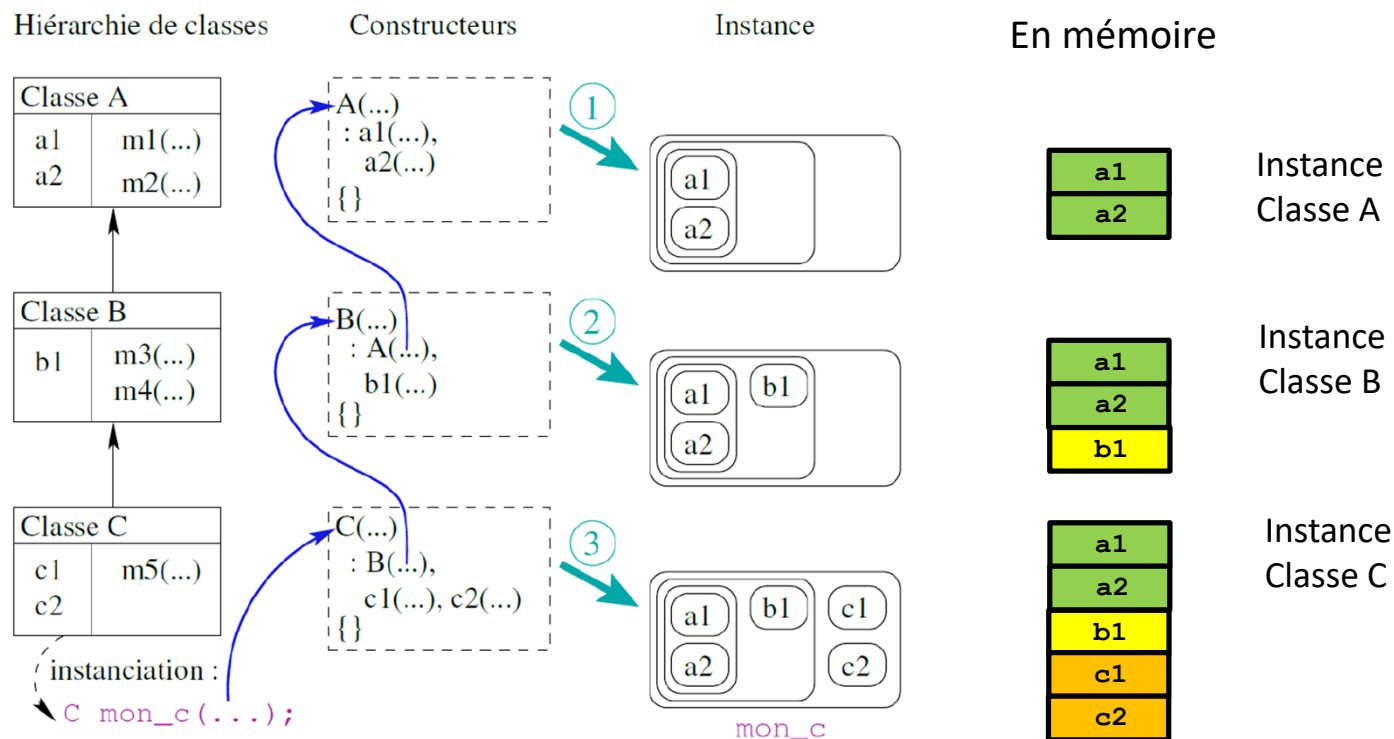 Hiérarchie de classes
Constructeurs
Instance
En mémoire
Classe A
a1
m1(...)
a2
m2(...)
A(...)
: a1(...),
a2(...)
{}
1
a1
a2
a1
a2
Instance
Classe A
Classe B
b1
m3(...)
m4(...)
B(...)
: A(...),
b1(...)
{}
2
a1
b1
a2
a1
a2
b1
Instance
Classe B
Classe C
c1
m5(...)
c2
C(...)
: B(...),
c1(...), c2(...)
{}
3
a1
b1
c1
a2
c2
a1
a2
b1
c1
c2
Instance
Classe C
instanciation :
C mon_c(...);
mon_c